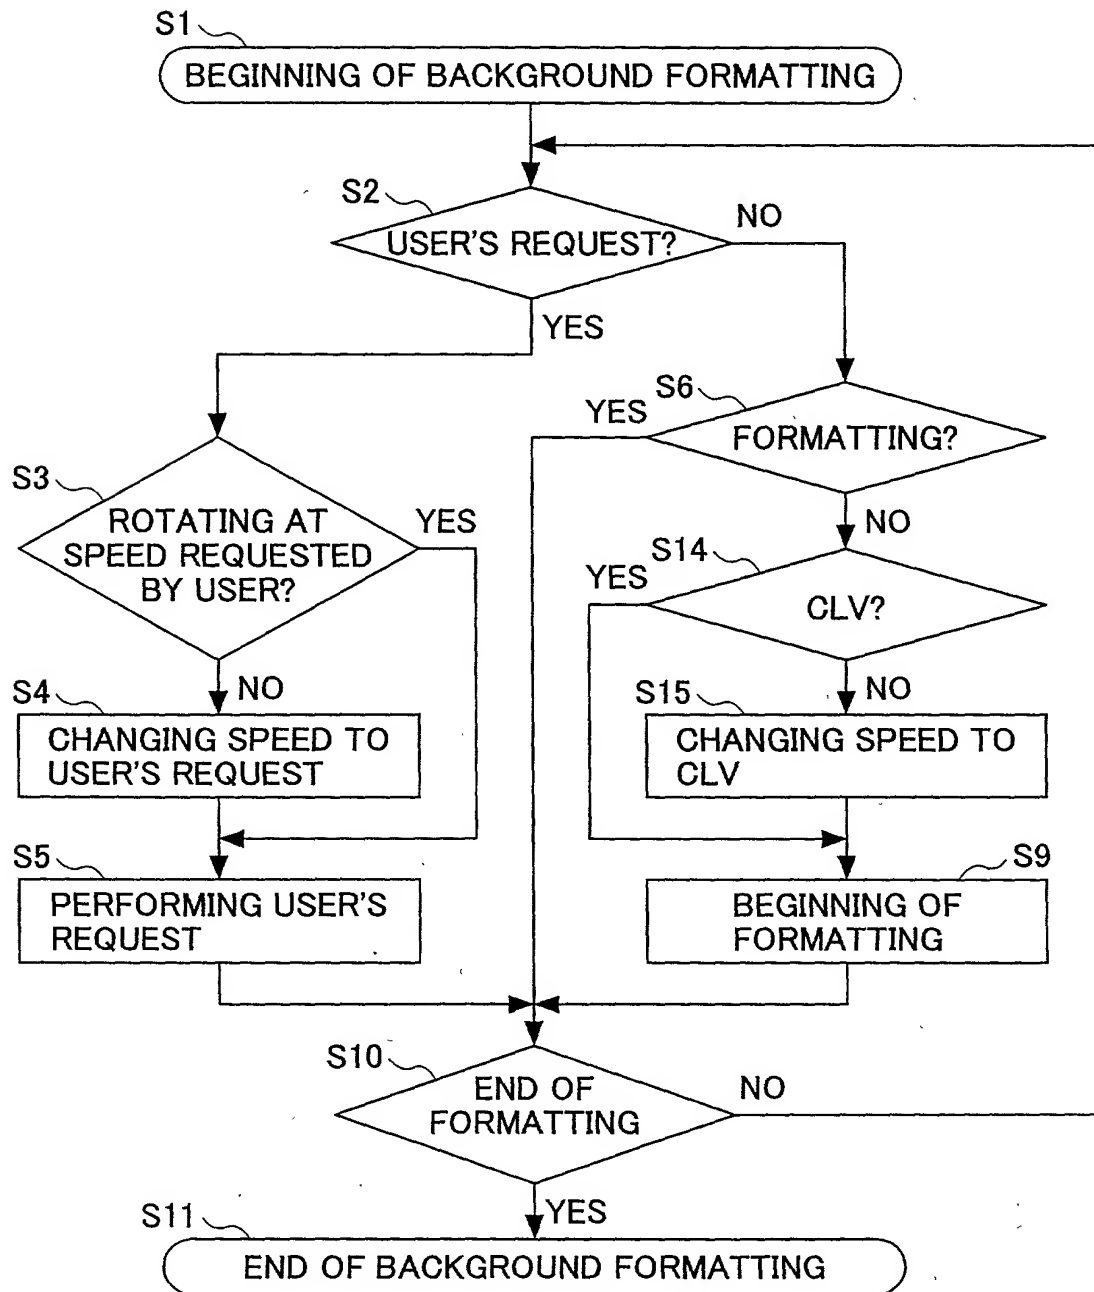 S1
BEGINNING OF BACKGROUND FORMATTING
S2
USER'S REQUEST?
NO
YES
S6
YES
FORMATTING?
NO
S3
ROTATING AT
SPEED REQUESTED
BY USER?
YES
NO
S14
YES
CLV?
NO
S4
CHANGING SPEED TO
USER'S REQUEST
S15
CHANGING SPEED TO
CLV
S5
PERFORMING USER'S
REQUEST
S9
BEGINNING OF
FORMATTING
S10
END OF
FORMATTING
NO
YES
S11
END OF BACKGROUND FORMATTING